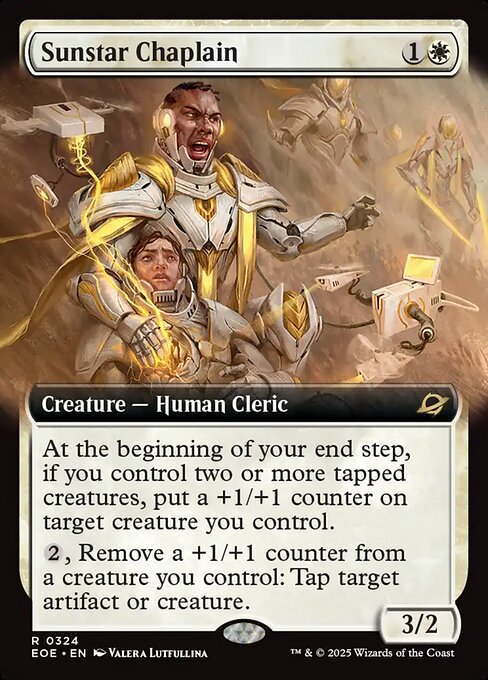 Sunstar Chaplain 1
Creature — Human Cleric
At the beginning of your end step,
if you control two or more tapped
creatures, put a +1/+1 counter on
target creature you control.
2, Remove a +1/+1 counter from
a creature you control: Tap target
artifact or creature.
3/2
R 0324
EOE • EN Valera Lutfullina
™ & © 2025 Wizards of the Coast